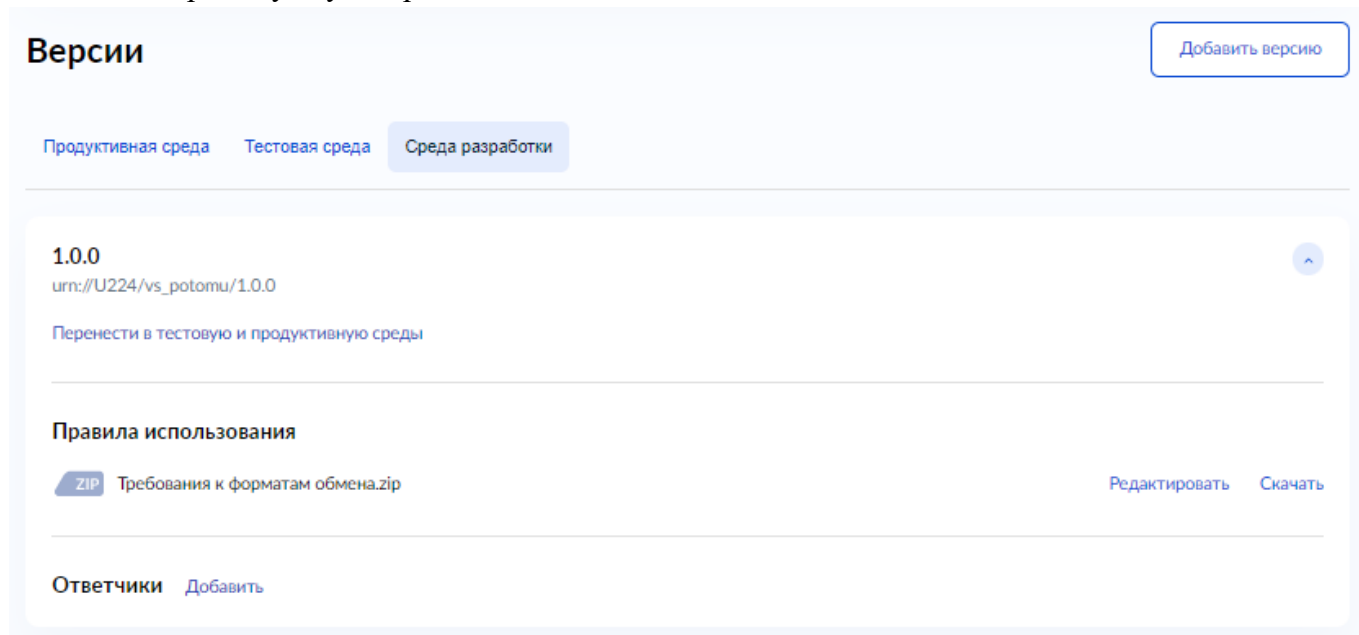 Версии
Добавить версию
Продуктивная среда Тестовая среда Среда разработки
1.0.0
urn://U224/vs_potomu/1.0.0
Перенести в тестовую и продуктивную среды
Правила использования
ZIP Требования к форматам обмена.zip Редактировать Скачать
Ответчики Добавить